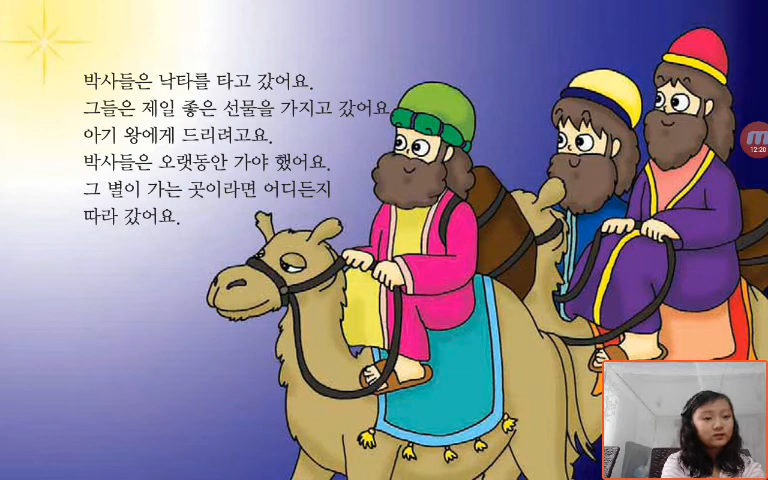 박사들은 낙타를 타고 갔어요.
그들은 제일 좋은 선물을 가지고 갔어요.
아기 왕에게 드리려고요.
박사들은 오랫동안 가야 했어요.
그 별이 가는 곳이라면 어디든지
따라 갔어요.
12:20